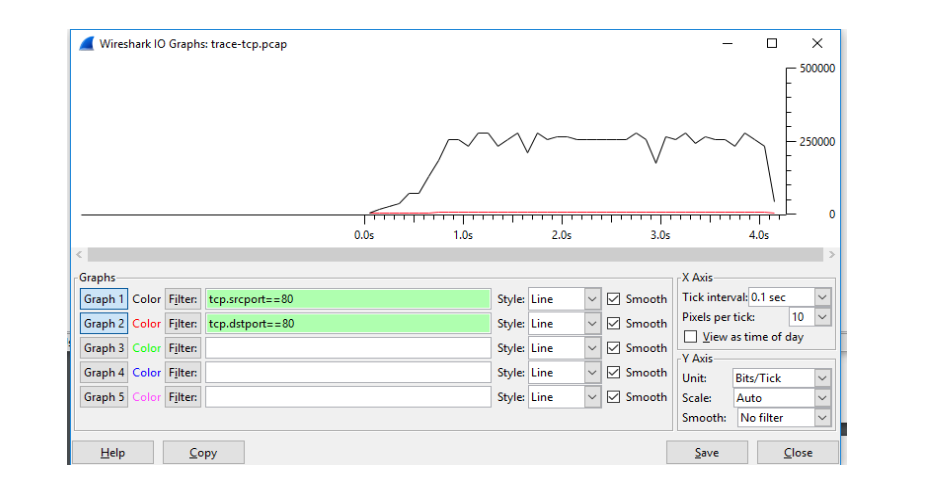 Wireshark IO Graphs: trace-tcp.pcap
500000
250000
0
0.0s 1.0s 2.0s 3.0s 4.0s
Graphs
Graph 1 Color Filter: tcp.srcport==80 Style: Line Smooth
Graph 2 Color Filter: tcp.dstport==80 Style: Line Smooth
Graph 3 Color Filter: Style: Line Smooth
Graph 4 Color Filter: Style: Line Smooth
Graph 5 Color Filter: Style: Line Smooth
X Axis
Tick interval: 0.1 sec
Pixels per tick: 10
View as time of day
Y Axis
Unit: Bits/Tick
Scale: Auto
Smooth: No filter
Help Copy Save Close